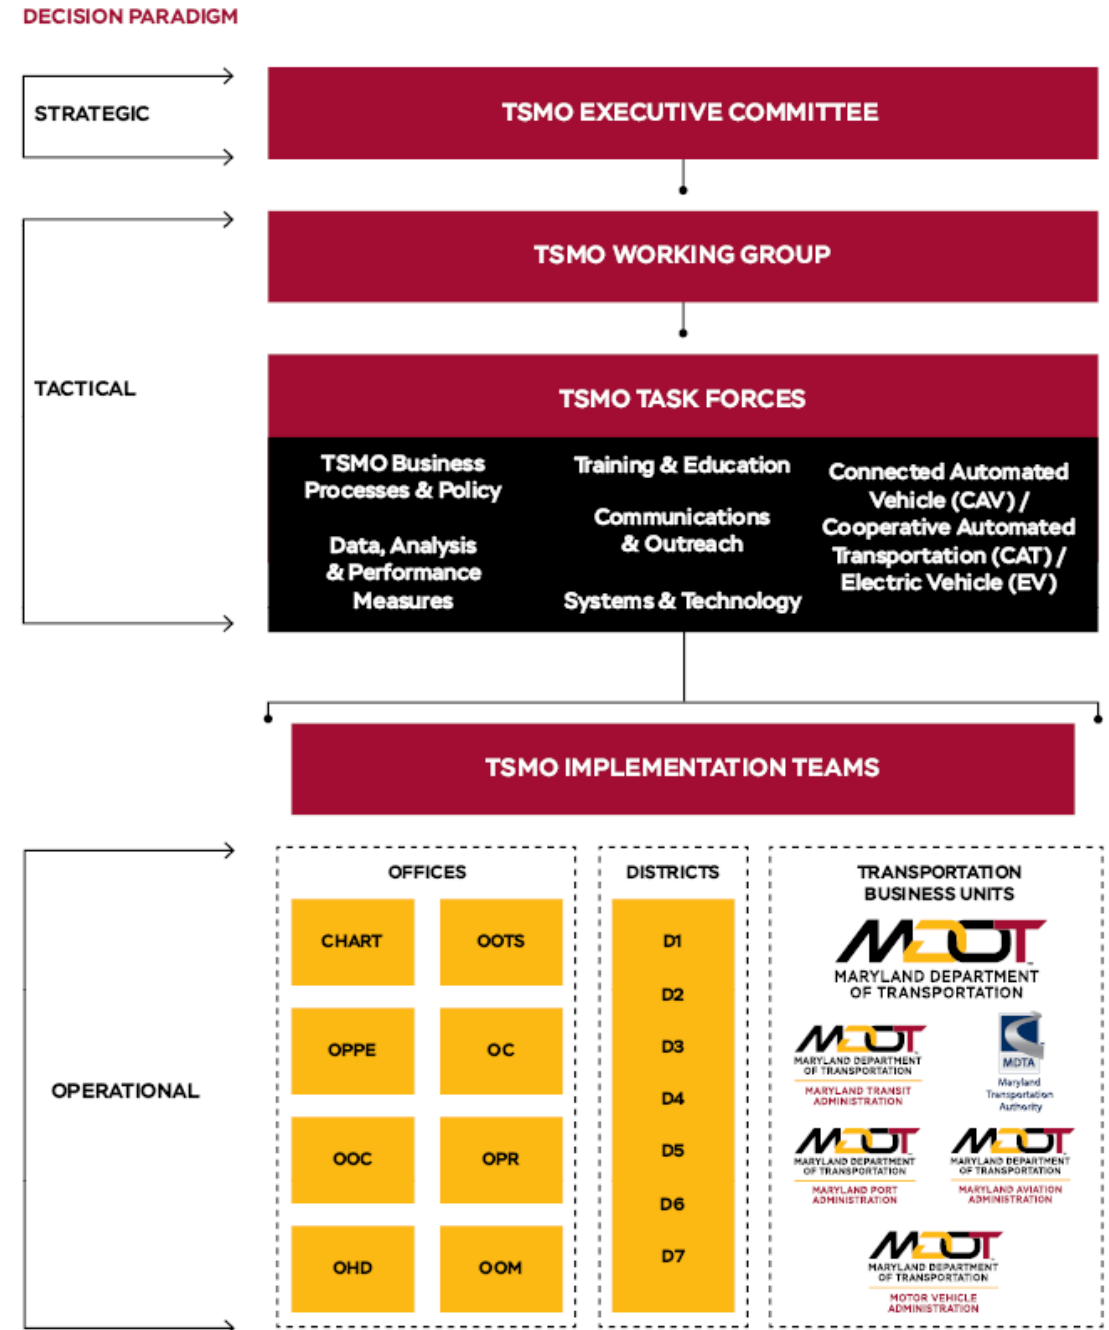 DECISION PARADIGM
STRATEGIC
TSMO EXECUTIVE COMMITTEE
TSMO WORKING GROUP
TACTICAL
TSMO TASK FORCES
TSMO Business
Processes & Policy
Data, Analysis
& Performance
Measures
Training & Education
Communications
& Outreach
Systems & Technology
Connected Automated
Vehicle (CAV) /
Cooperative Automated
Transportation (CAT) /
Electric Vehicle (EV)
TSMO IMPLEMENTATION TEAMS
OPERATIONAL
OFFICES
CHART
OOTS
OPPE
OC
OOC
OPR
OHD
OOM
DISTRICTS
D1
D2
D3
D4
D5
D6
D7
TRANSPORTATION
BUSINESS UNITS
MDOT
MARYLAND DEPARTMENT
OF TRANSPORTATION
MDOT
MARYLAND DEPARTMENT
OF TRANSPORTATION
MARYLAND TRANSIT
ADMINISTRATION
MDTA
Maryland
Transportation
Authority
MDOT
MARYLAND DEPARTMENT
OF TRANSPORTATION
MARYLAND PORT
ADMINISTRATION
MDOT
MARYLAND DEPARTMENT
OF TRANSPORTATION
MARYLAND AVIATION
ADMINISTRATION
MDOT
MARYLAND DEPARTMENT
OF TRANSPORTATION
MOTOR VEHICLE
ADMINISTRATION